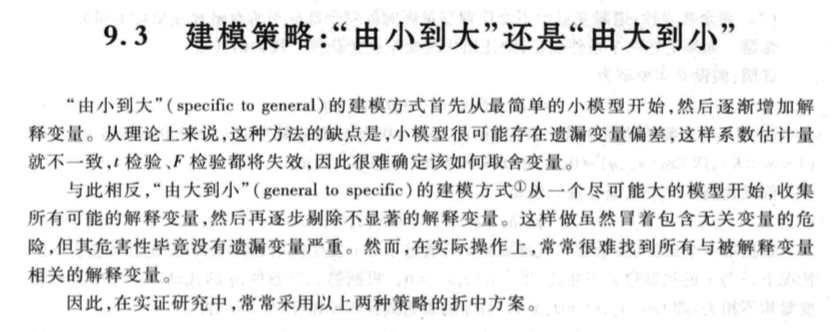 9.3 建模策略:“由小到大”还是“由大到小”
“由小到大”(specific to general)的建模方式首先从最简单的小模型开始,然后逐渐增加解
释变量。从理论上来说,这种方法的缺点是,小模型很可能存在遗漏变量偏差,这样系数估计量
就不一致,t 检验、F 检验都将失效,因此很难确定该如何取舍变量。
与此相反,“由大到小”(general to specific)的建模方式①从一个尽可能大的模型开始,收集
所有可能的解释变量,然后再逐步剔除不显著的解释变量。这样做虽然冒着包含无关变量的危
险,但其危害性毕竟没有遗漏变量严重。然而,在实际操作上,常常很难找到所有与被解释变量
相关的解释变量。
因此,在实证研究中,常常采用以上两种策略的折中方案。